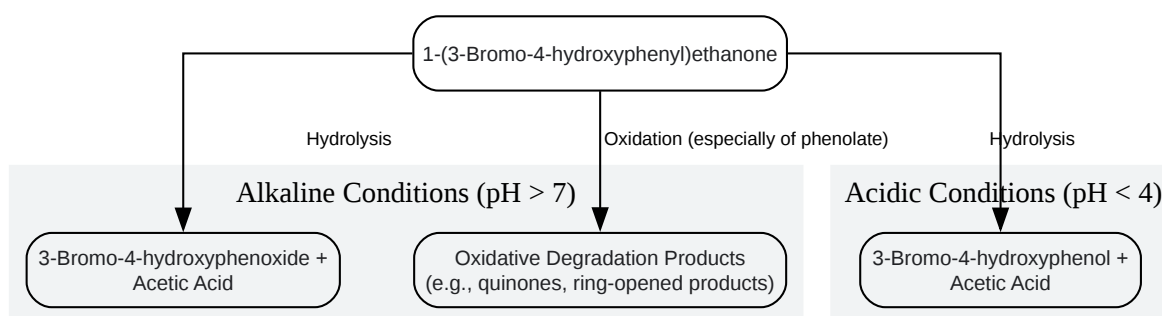 1-(3-Bromo-4-hydroxyphenyl)ethanone
Hydrolysis
Oxidation (especially of phenolate)
Hydrolysis
Alkaline Conditions (pH > 7)
Acidic Conditions (pH < 4)
3-Bromo-4-hydroxyphenoxide +
Acetic Acid
Oxidative Degradation Products
(e.g., quinones, ring-opened products)
3-Bromo-4-hydroxyphenol +
Acetic Acid